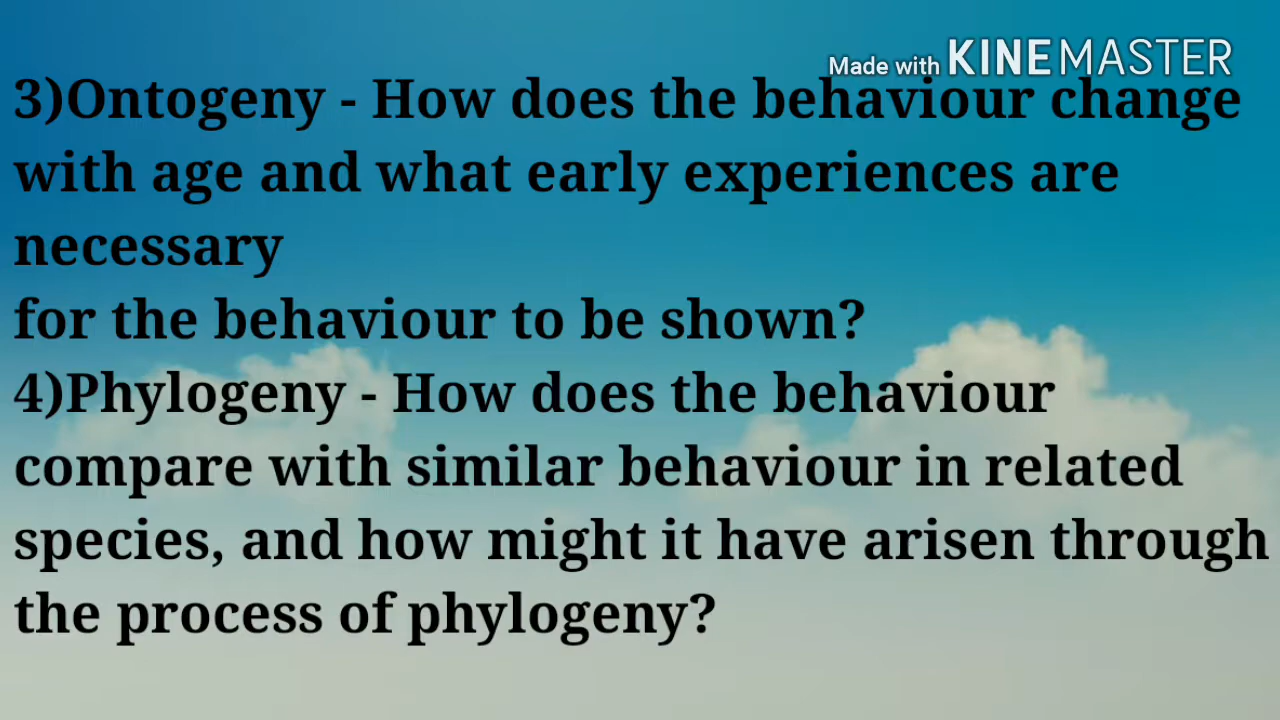 Made with KINEMASTER
3)Ontogeny - How does the behaviour change
with age and what early experiences are
necessary
for the behaviour to be shown?
4)Phylogeny - How does the behaviour
compare with similar behaviour in related
species, and how might it have arisen through
the process of phylogeny?